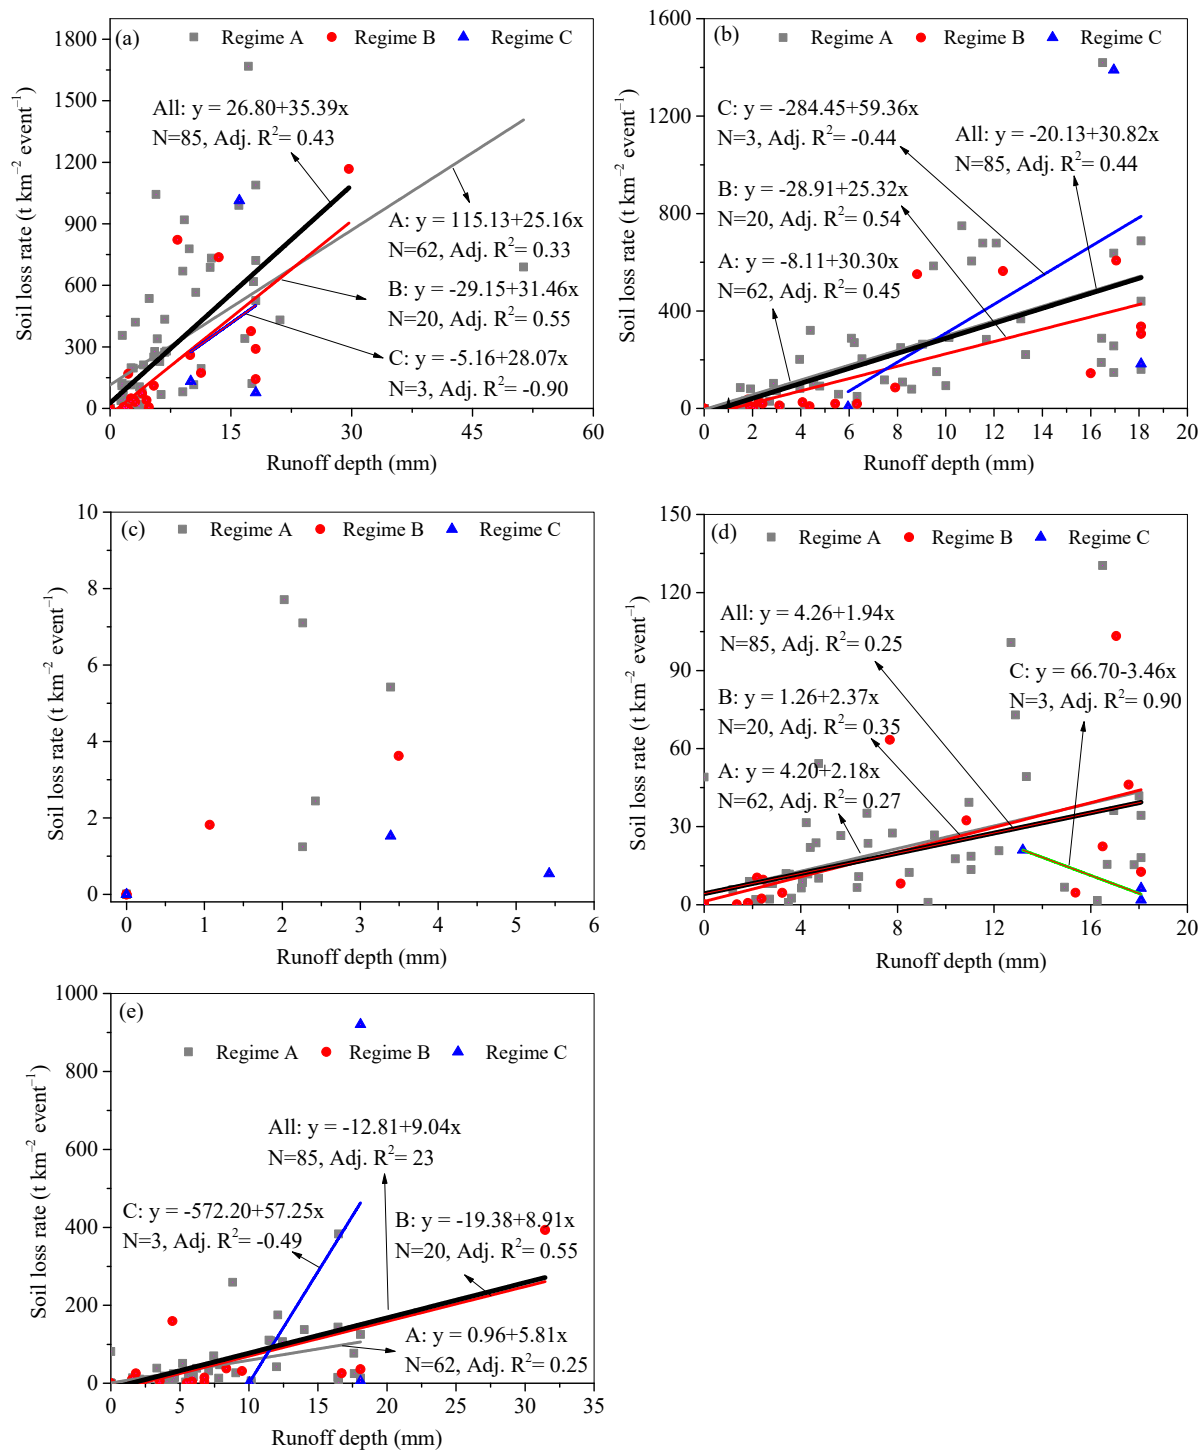 (a) Regime A Regime B Regime C
All: y = 26.80+35.39x
N=85, Adj. R²= 0.43
A: y = 115.13+25.16x
N=62, Adj. R²= 0.33
B: y = -29.15+31.46x
N=20, Adj. R²= 0.55
C: y = -5.16+28.07x
N=3, Adj. R²= -0.90
1800
1500
1200
900
600
300
0
0 15 30 45 60
Soil loss rate (t km⁻² event⁻¹)
Runoff depth (mm)
(b) Regime A Regime B Regime C
C: y = -284.45+59.36x
N=3, Adj. R²= -0.44
All: y = -20.13+30.82x
N=85, Adj. R²= 0.44
B: y = -28.91+25.32x
N=20, Adj. R²= 0.54
A: y = -8.11+30.30x
N=62, Adj. R²= 0.45
1600
1200
800
400
0
0 2 4 6 8 10 12 14 16 18 20
Soil loss rate (t km⁻² event⁻¹)
Runoff depth (mm)
(c) Regime A Regime B Regime C
10
8
6
4
2
0
0 1 2 3 4 5 6
Soil loss rate (t km⁻² event⁻¹)
Runoff depth (mm)
(d) Regime A Regime B Regime C
All: y = 4.26+1.94x
N=85, Adj. R²= 0.25
C: y = 66.70-3.46x
N=3, Adj. R²= 0.90
B: y = 1.26+2.37x
N=20, Adj. R²= 0.35
A: y = 4.20+2.18x
N=62, Adj. R²= 0.27
150
120
90
60
30
0
0 4 8 12 16 20
Soil loss rate (t km⁻² event⁻¹)
Runoff depth (mm)
(e)
Regime A Regime B Regime C
All: y = -12.81+9.04x
N=85, Adj. R²= 23
C: y = -572.20+57.25x
N=3, Adj. R²= -0.49
B: y = -19.38+8.91x
N=20, Adj. R²= 0.55
A: y = 0.96+5.81x
N=62, Adj. R²= 0.25
1000
800
600
400
200
0
0 5 10 15 20 25 30 35
Soil loss rate (t km⁻² event⁻¹)
Runoff depth (mm)